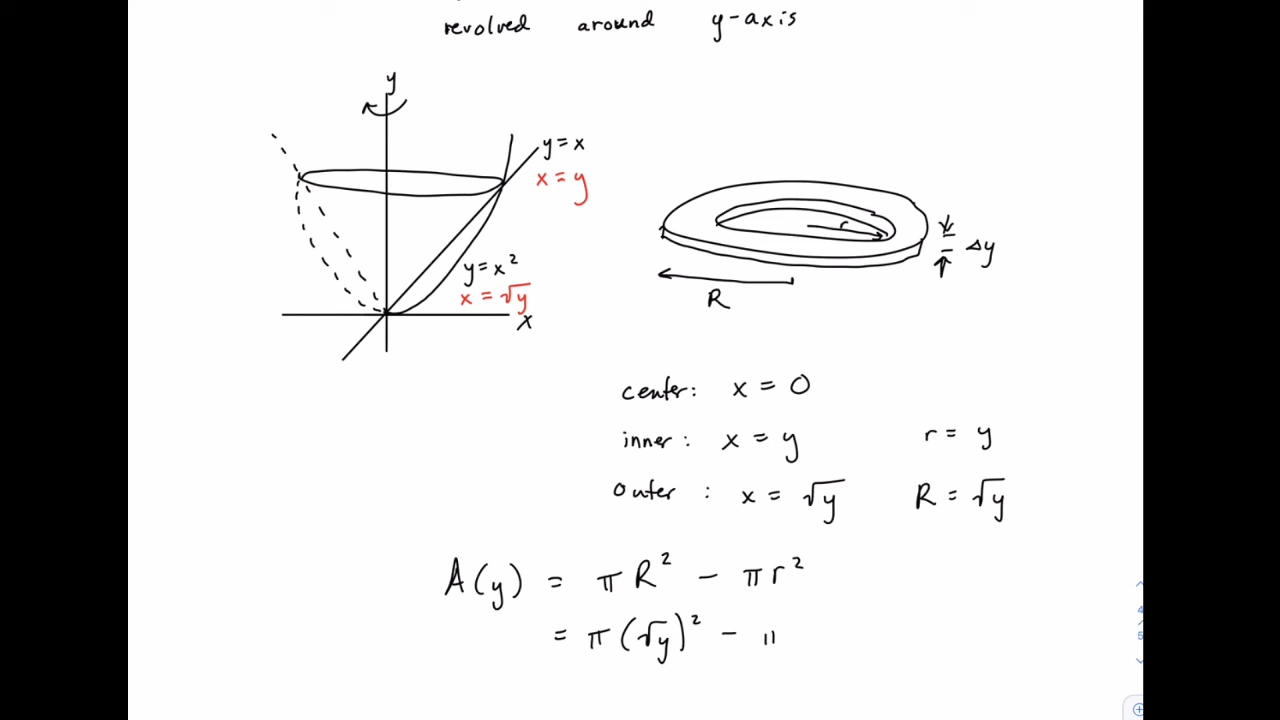 revolved around y-axis
y
y = x
x = y
y = x²
x = √y
x
r
Δy
R
center: x = 0
inner: x = y r = y
outer : x = √y R = √y
A(y) = πR² - πr²
= π(√y)² -